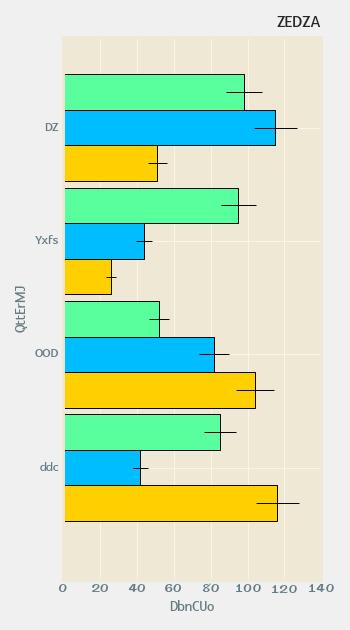 ZEDZA
DZ
Yxfs
OOD
ddc
QttErMJ
0 20 40 60 80 100 120 140
DbnCUo